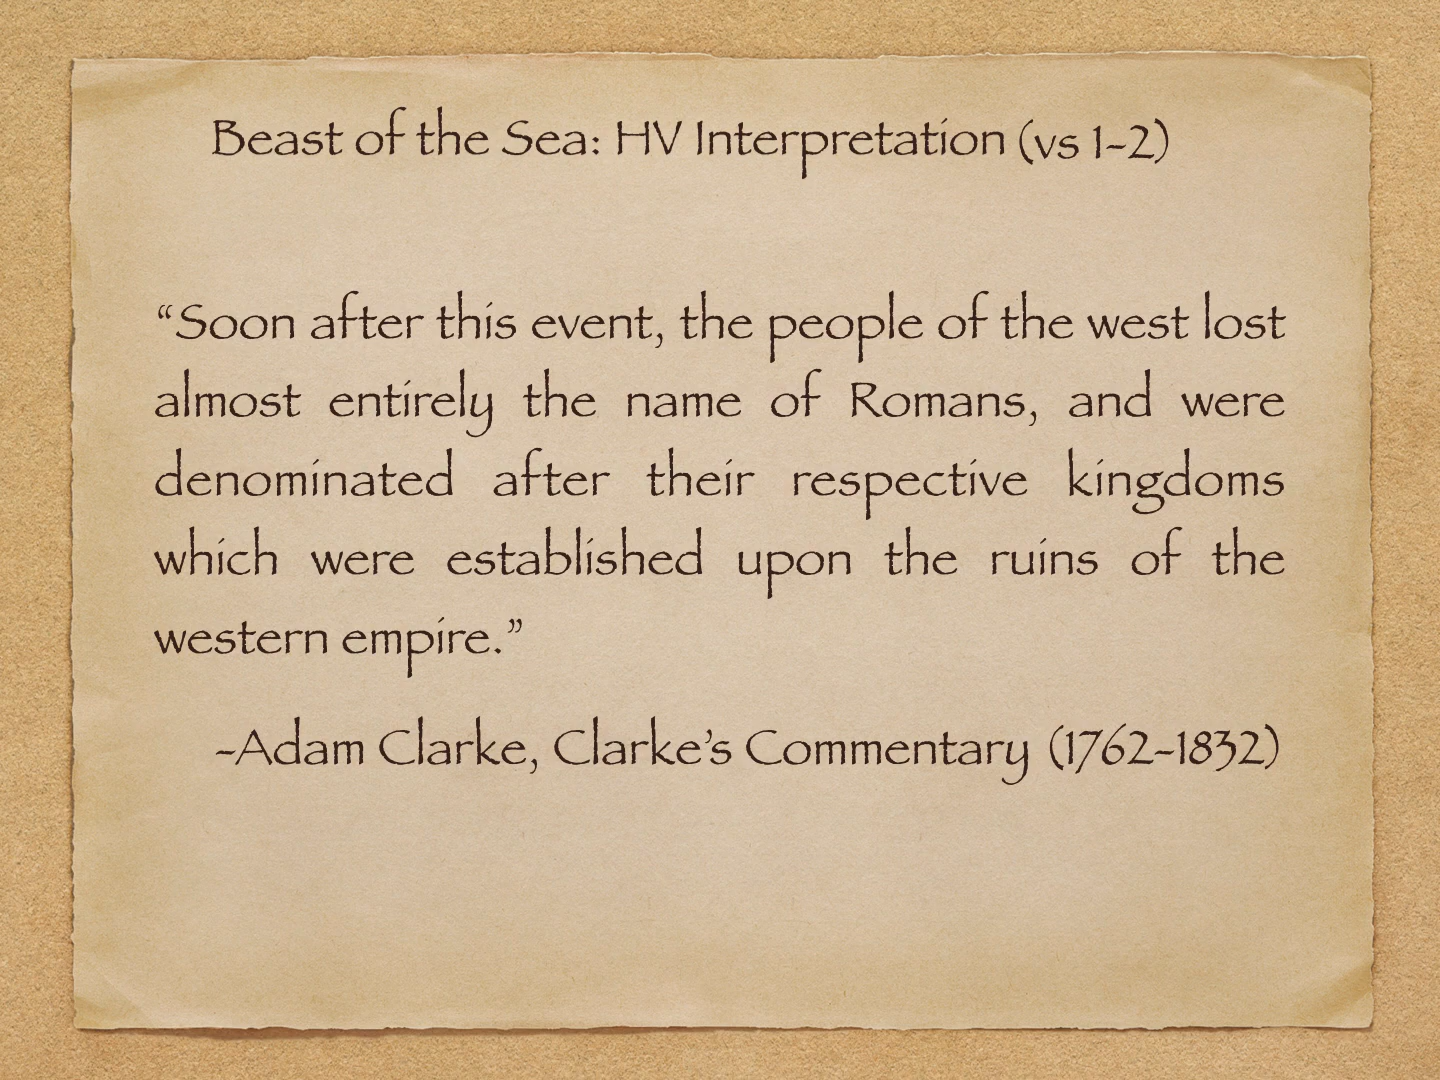 Beast of the Sea: HV Interpretation (vs 1-2)
“Soon after this event, the people of the west lost
almost entirely the name of Romans, and were
denominated after their respective kingdoms
which were established upon the ruins of the
western empire.”
-Adam Clarke, Clarke’s Commentary (1762-1832)